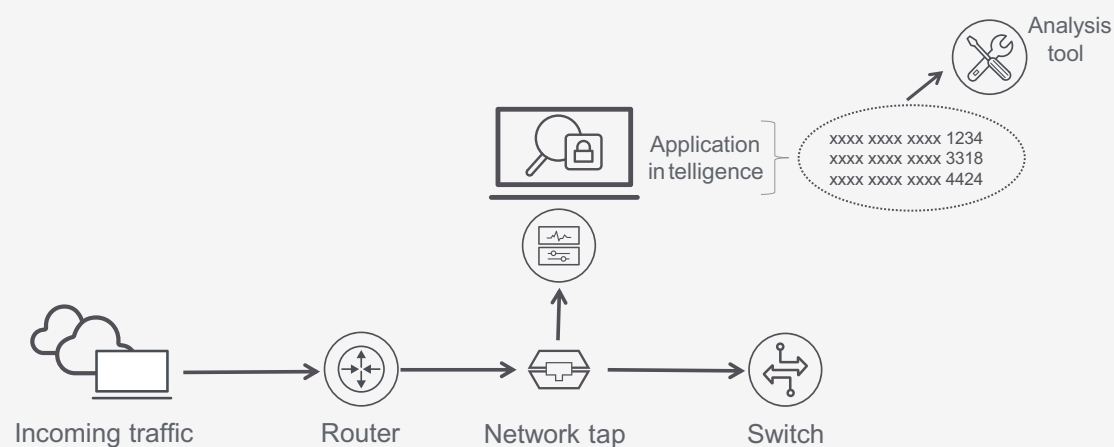 Analysis
tool
Application
in telligence
xxxx xxxx xxxx 1234
xxxx xxxx xxxx 3318
xxxx xxxx xxxx 4424
Incoming traffic
Router
Network tap
Switch